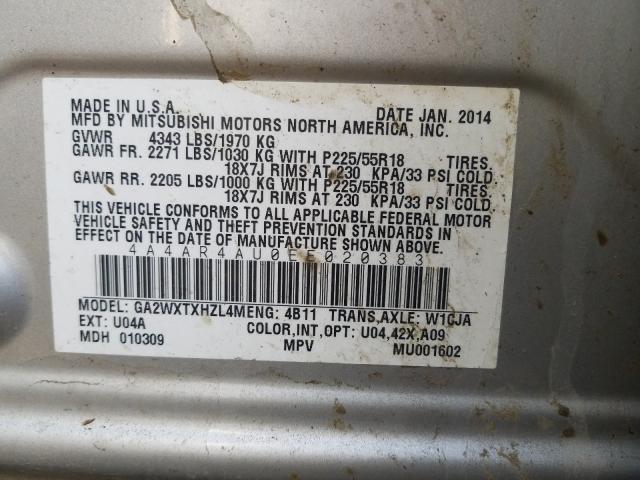 MADE IN U.S.A. DATE JAN. 2014
MFD BY MITSUBISHI MOTORS NORTH AMERICA, INC.
GVWR 4343 LBS/1970 KG
GAWR FR. 2271 LBS/1030 KG WITH P225/55R18 TIRES,
18X7J RIMS AT 230 KPA/33 PSI COLD.
GAWR RR. 2205 LBS/1000 KG WITH P225/55R18 TIRES,
18X7J RIMS AT 230 KPA/33 PSI COLD.
THIS VEHICLE CONFORMS TO ALL APPLICABLE FEDERAL MOTOR
VEHICLE SAFETY AND THEFT PREVENTION STANDARDS IN
EFFECT ON THE DATE OF MANUFACTURE SHOWN ABOVE.
4A4AR4AU0EE020383
MODEL: GA2WXTXHZL4MENG: 4B11 TRANS,AXLE: W1CJA
EXT: U04A COLOR,INT,OPT: U04,42X,A09
MDH 010309 MPV MU001602